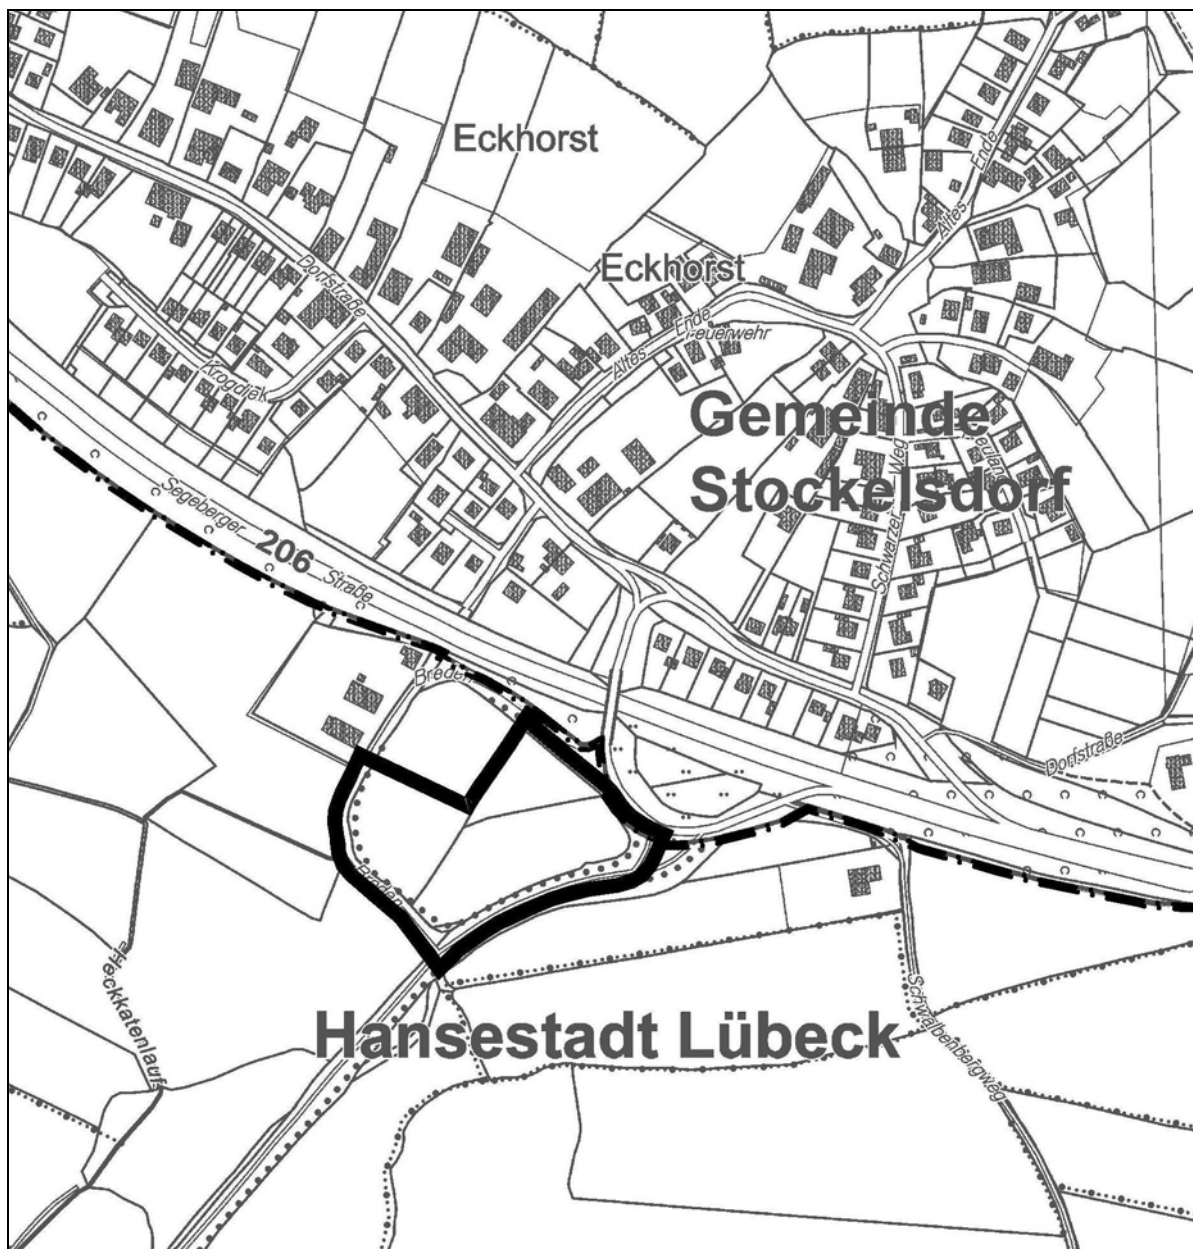 Eckhorst
Altes Ende
Eckhorst
Dorfstraße
Altes Ende
Feuerwehr
Krogdiek
Gemeinde
Stockelsdorf
Schwarzer Weg
Segeberger
206
Straße
Breden
Dorfstraße
Breden
Schwalbenbergweg
Hansestadt Lübeck